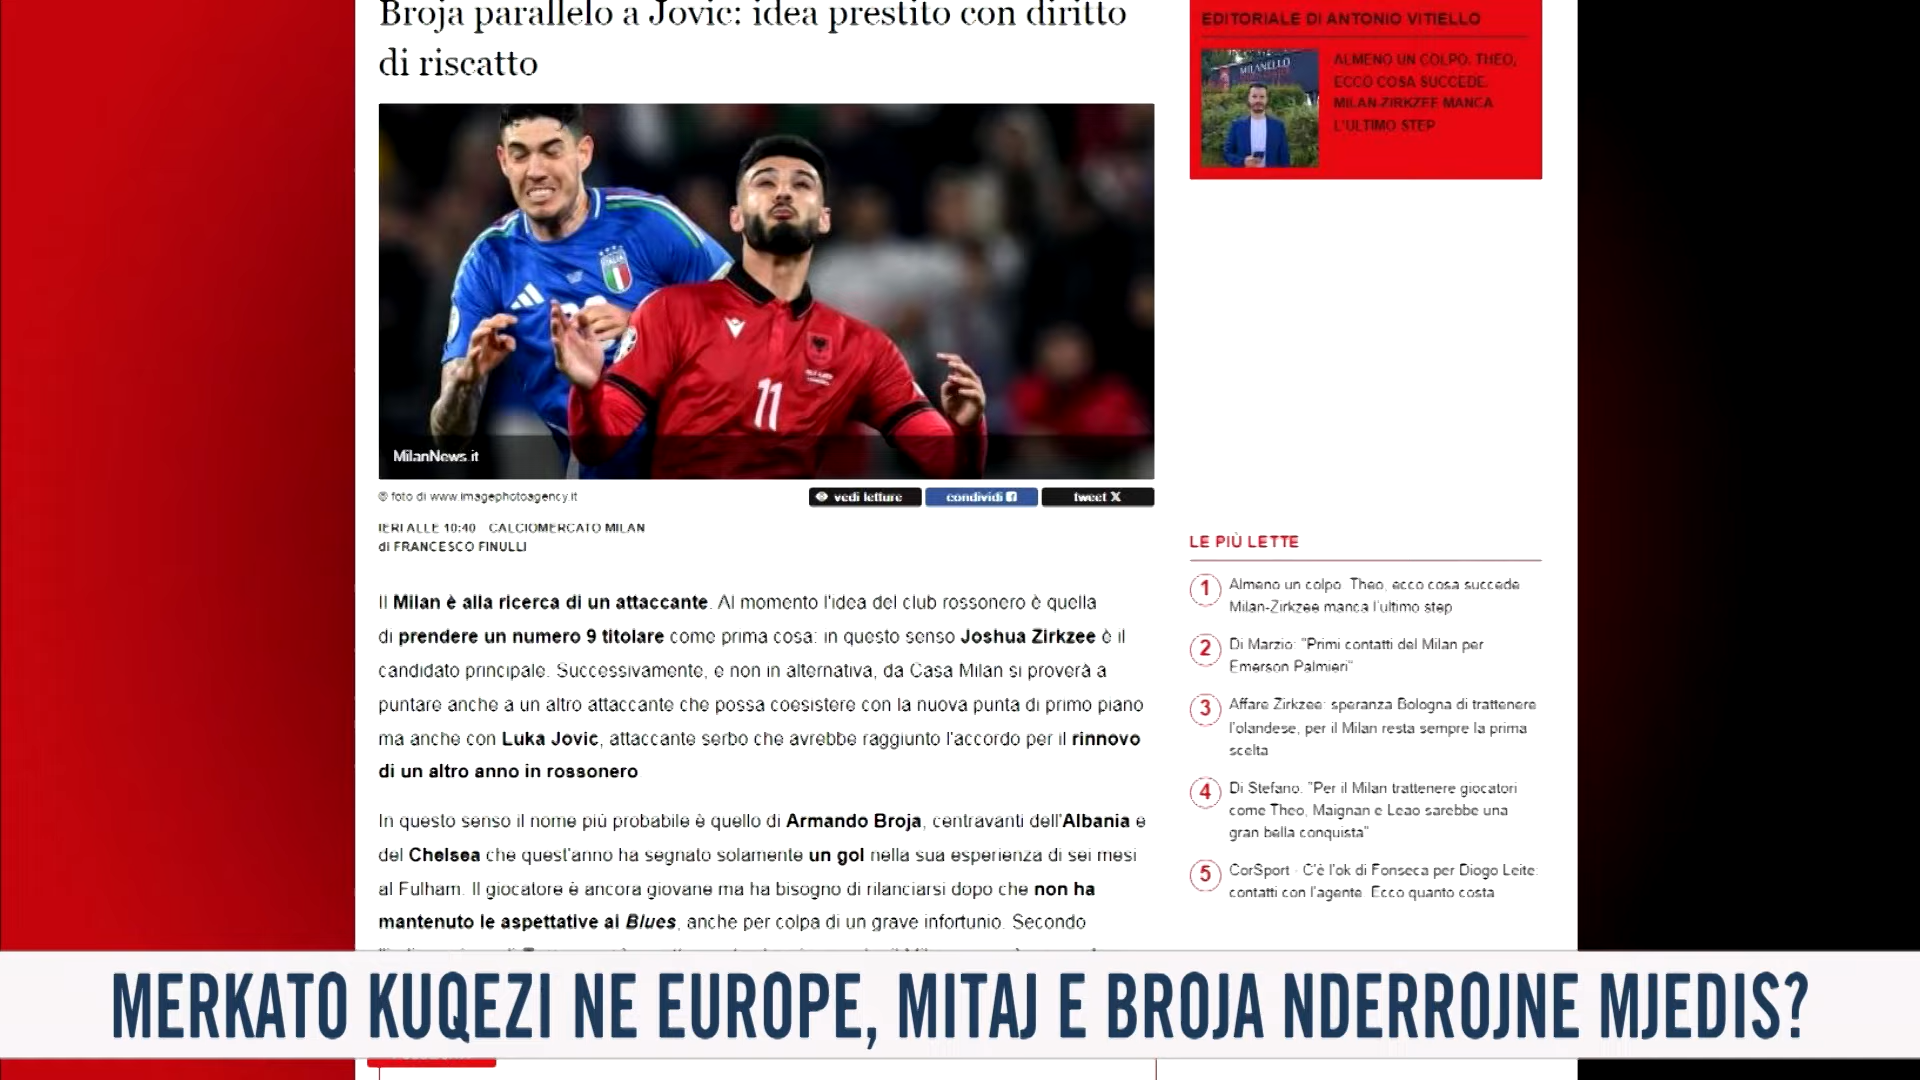 Broja parallelo a Jovic: idea prestito con diritto
di riscatto
MilanNews.it
© foto di www.imagephotoagency.it
vedi letture
condividi
tweet X
IERI ALLE 10:40 CALCIOMERCATO MILAN
di FRANCESCO FINULLI
Il Milan è alla ricerca di un attaccante. Al momento l'idea del club rossonero è quella
di prendere un numero 9 titolare come prima cosa: in questo senso Joshua Zirkzee è il
candidato principale. Successivamente, e non in alternativa, da Casa Milan si proverà a
puntare anche a un altro attaccante che possa coesistere con la nuova punta di primo piano
ma anche con Luka Jovic, attaccante serbo che avrebbe raggiunto l'accordo per il rinnovo
di un altro anno in rossonero
In questo senso il nome più probabile è quello di Armando Broja, centravanti dell'Albania e
del Chelsea che quest'anno ha segnato solamente un gol nella sua esperienza di sei mesi
al Fulham. Il giocatore è ancora giovane ma ha bisogno di rilanciarsi dopo che non ha
mantenuto le aspettative ai Blues, anche per colpa di un grave infortunio. Secondo
EDITORIALE DI ANTONIO VITIELLO
MILANELLO
ALMENO UN COLPO. THEO,
ECCO COSA SUCCEDE.
MILAN-ZIRKZEE MANCA
L'ULTIMO STEP
LE PIÙ LETTE
1 Almeno un colpo. Theo, ecco cosa succede.
Milan-Zirkzee manca l'ultimo step
2 Di Marzio: "Primi contatti del Milan per
Emerson Palmieri"
3 Affare Zirkzee: speranza Bologna di trattenere
l'olandese, per il Milan resta sempre la prima
scelta
4 Di Stefano: "Per il Milan trattenere giocatori
come Theo, Maignan e Leao sarebbe una
gran bella conquista"
5 CorSport - C'è l'ok di Fonseca per Diogo Leite:
contatti con l'agente. Ecco quanto costa
ITALIA
11
MERKATO KUQEZI NE EUROPE, MITAJ E BROJA NDERROJNE MJEDIS?